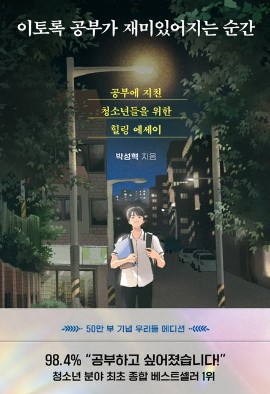 이토록 공부가 재미있어지는 순간
공부에 지친
청소년들을 위한
힐링 에세이
박성혁 지음
50만 부 기념 우리들 에디션
98.4% “공부하고 싶어졌습니다!”
청소년 분야 최초 종합 베스트셀러 1위